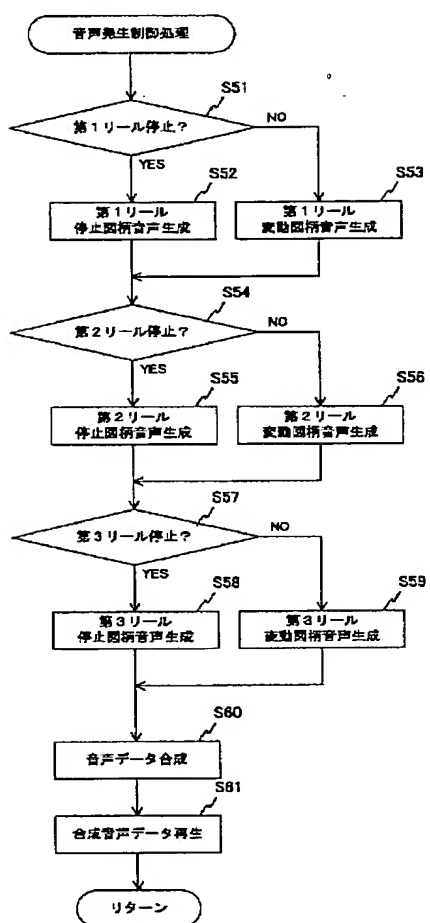 音声発生制御処理
S51
第1リール停止？
NO
YES
S52
S53
第1リール
停止図柄音声生成
第1リール
変動図柄音声生成
S54
第2リール停止？
NO
YES
S55
S56
第2リール
停止図柄音声生成
第2リール
変動図柄音声生成
S57
第3リール停止？
NO
YES
S58
S59
第3リール
停止図柄音声生成
第3リール
変動図柄音声生成
S60
音声データ合成
S61
合成音声データ再生
リターン